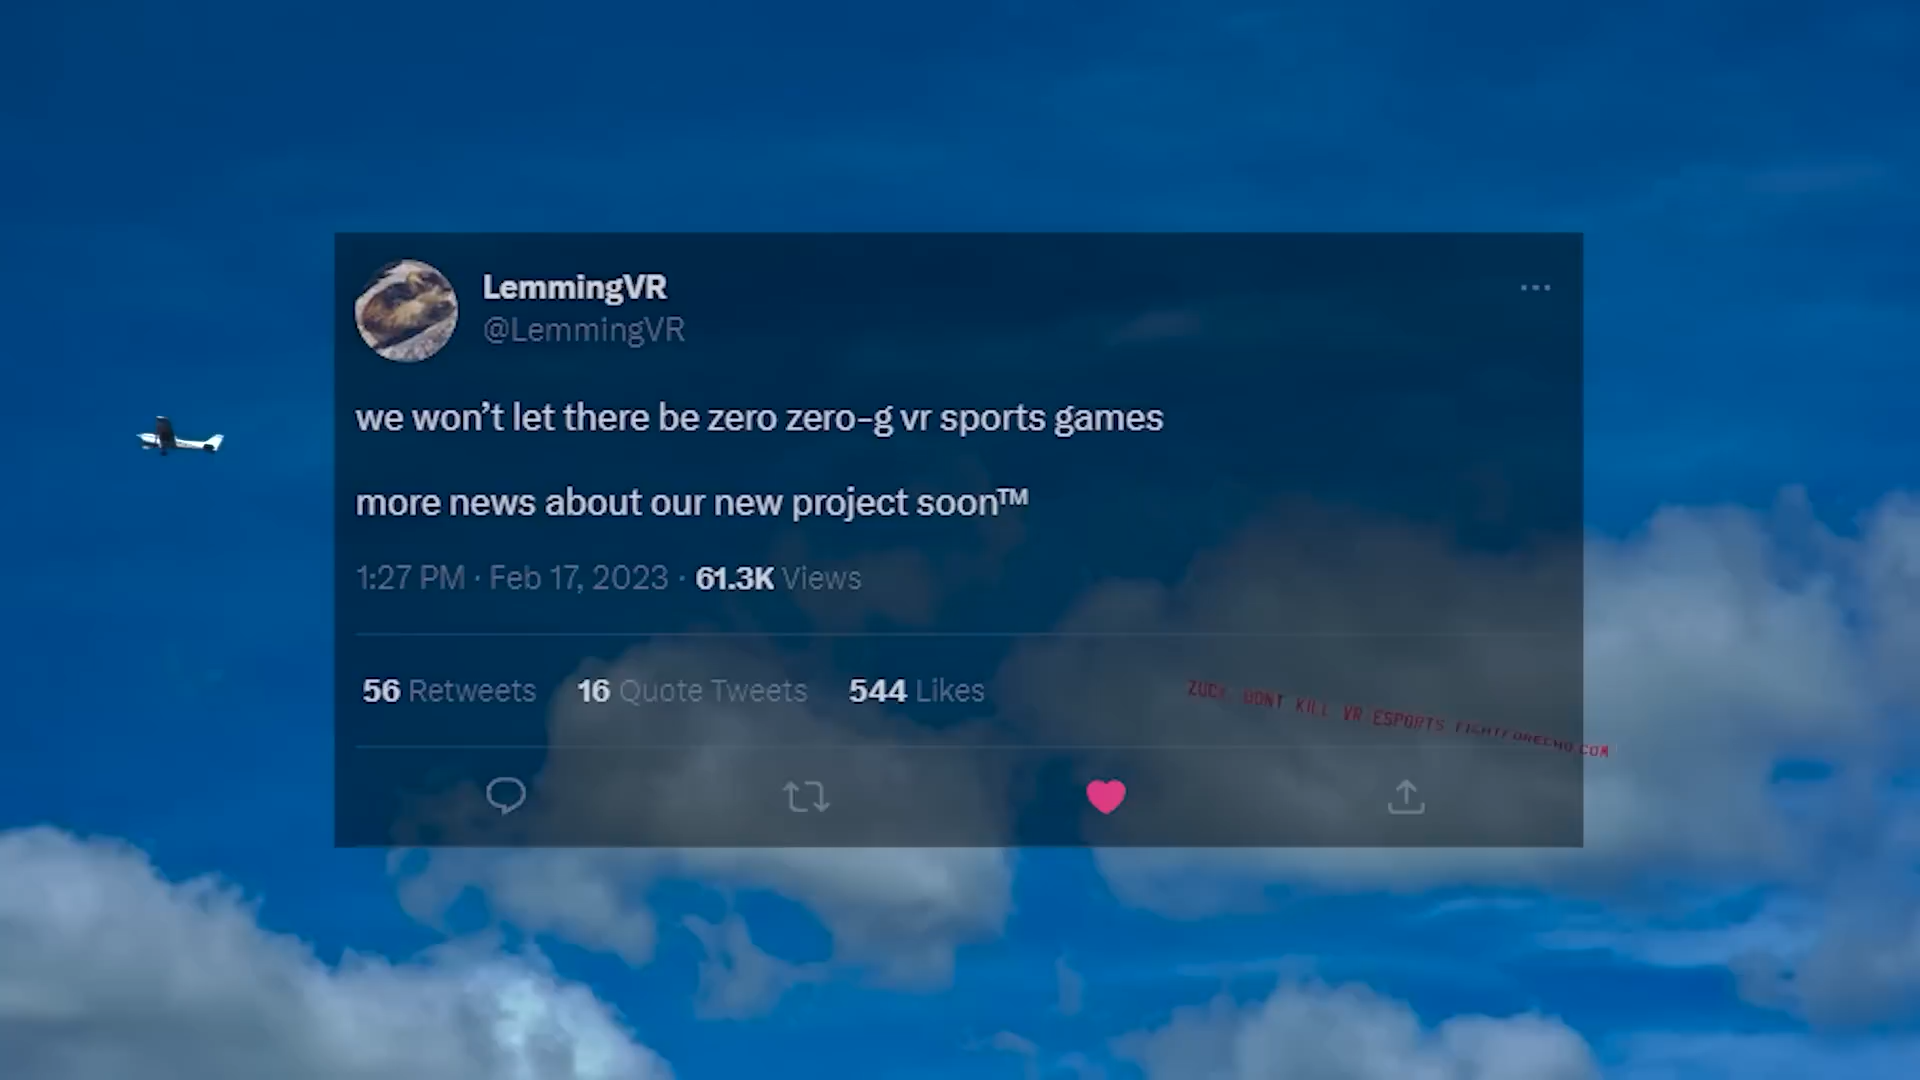 LemmingVR
@LemmingVR
we won’t let there be zero zero-g vr sports games
more news about our new project soon™
1:27 PM · Feb 17, 2023 · 61.3K Views
56 Retweets 16 Quote Tweets 544 Likes
ZUCK DONT KILL VR ESPORTS FIGHTFORECHO.COM